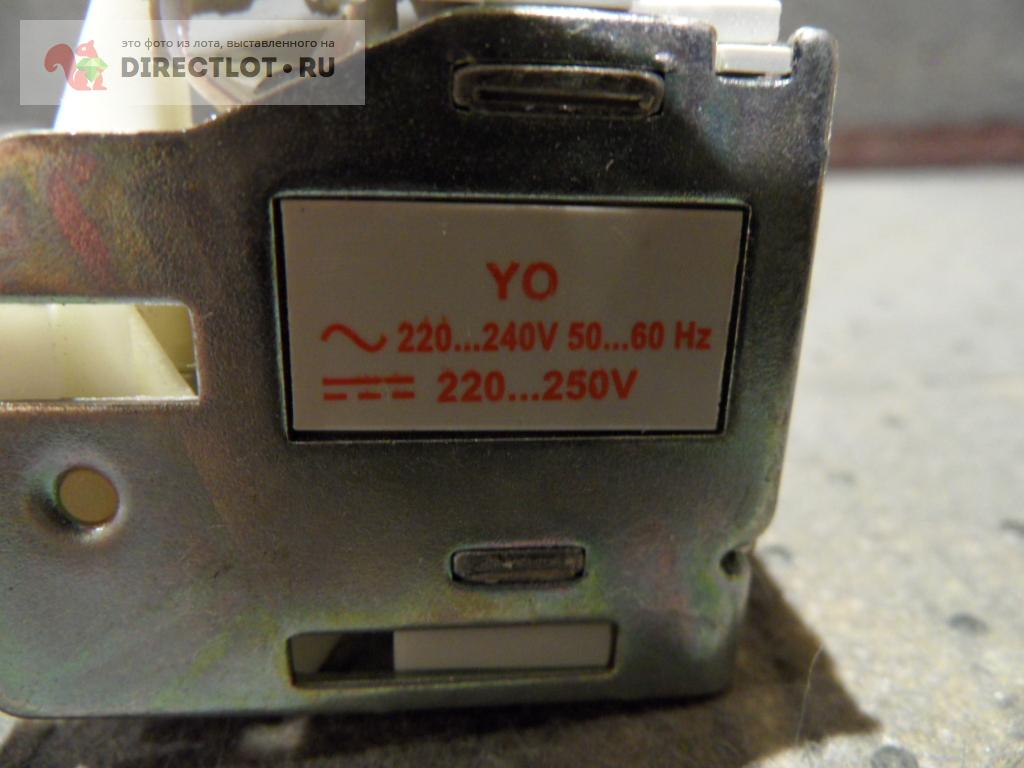 это фото из лота, выставленного на
DIRECTLOT•RU
YO
~ 220...240V 50...60 Hz
⎓ 220...250V